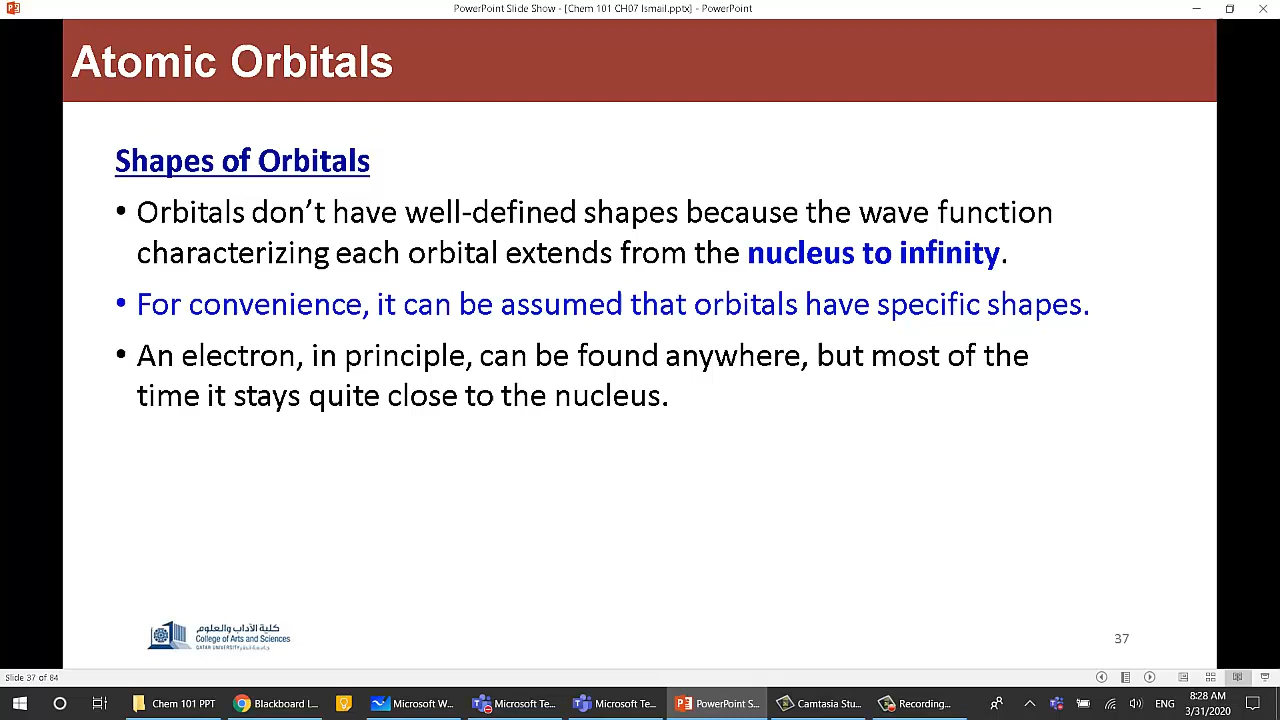 PowerPoint Slide Show - [Chem 101 CH07 Ismail.pptx] - PowerPoint
Atomic Orbitals
Shapes of Orbitals
• Orbitals don't have well-defined shapes because the wave function
characterizing each orbital extends from the nucleus to infinity.
• For convenience, it can be assumed that orbitals have specific shapes.
• An electron, in principle, can be found anywhere, but most of the
time it stays quite close to the nucleus.
كلية الآداب والعلوم
College of Arts and Sciences
QATAR UNIVERSITY جامعة قطر
37
Slide 37 of 84
Chem 101 PPT
Blackboard L...
Microsoft W...
Microsoft Te...
Microsoft Te...
PowerPoint S...
Camtasia Stu...
Recording...
ENG
8:28 AM
3/31/2020